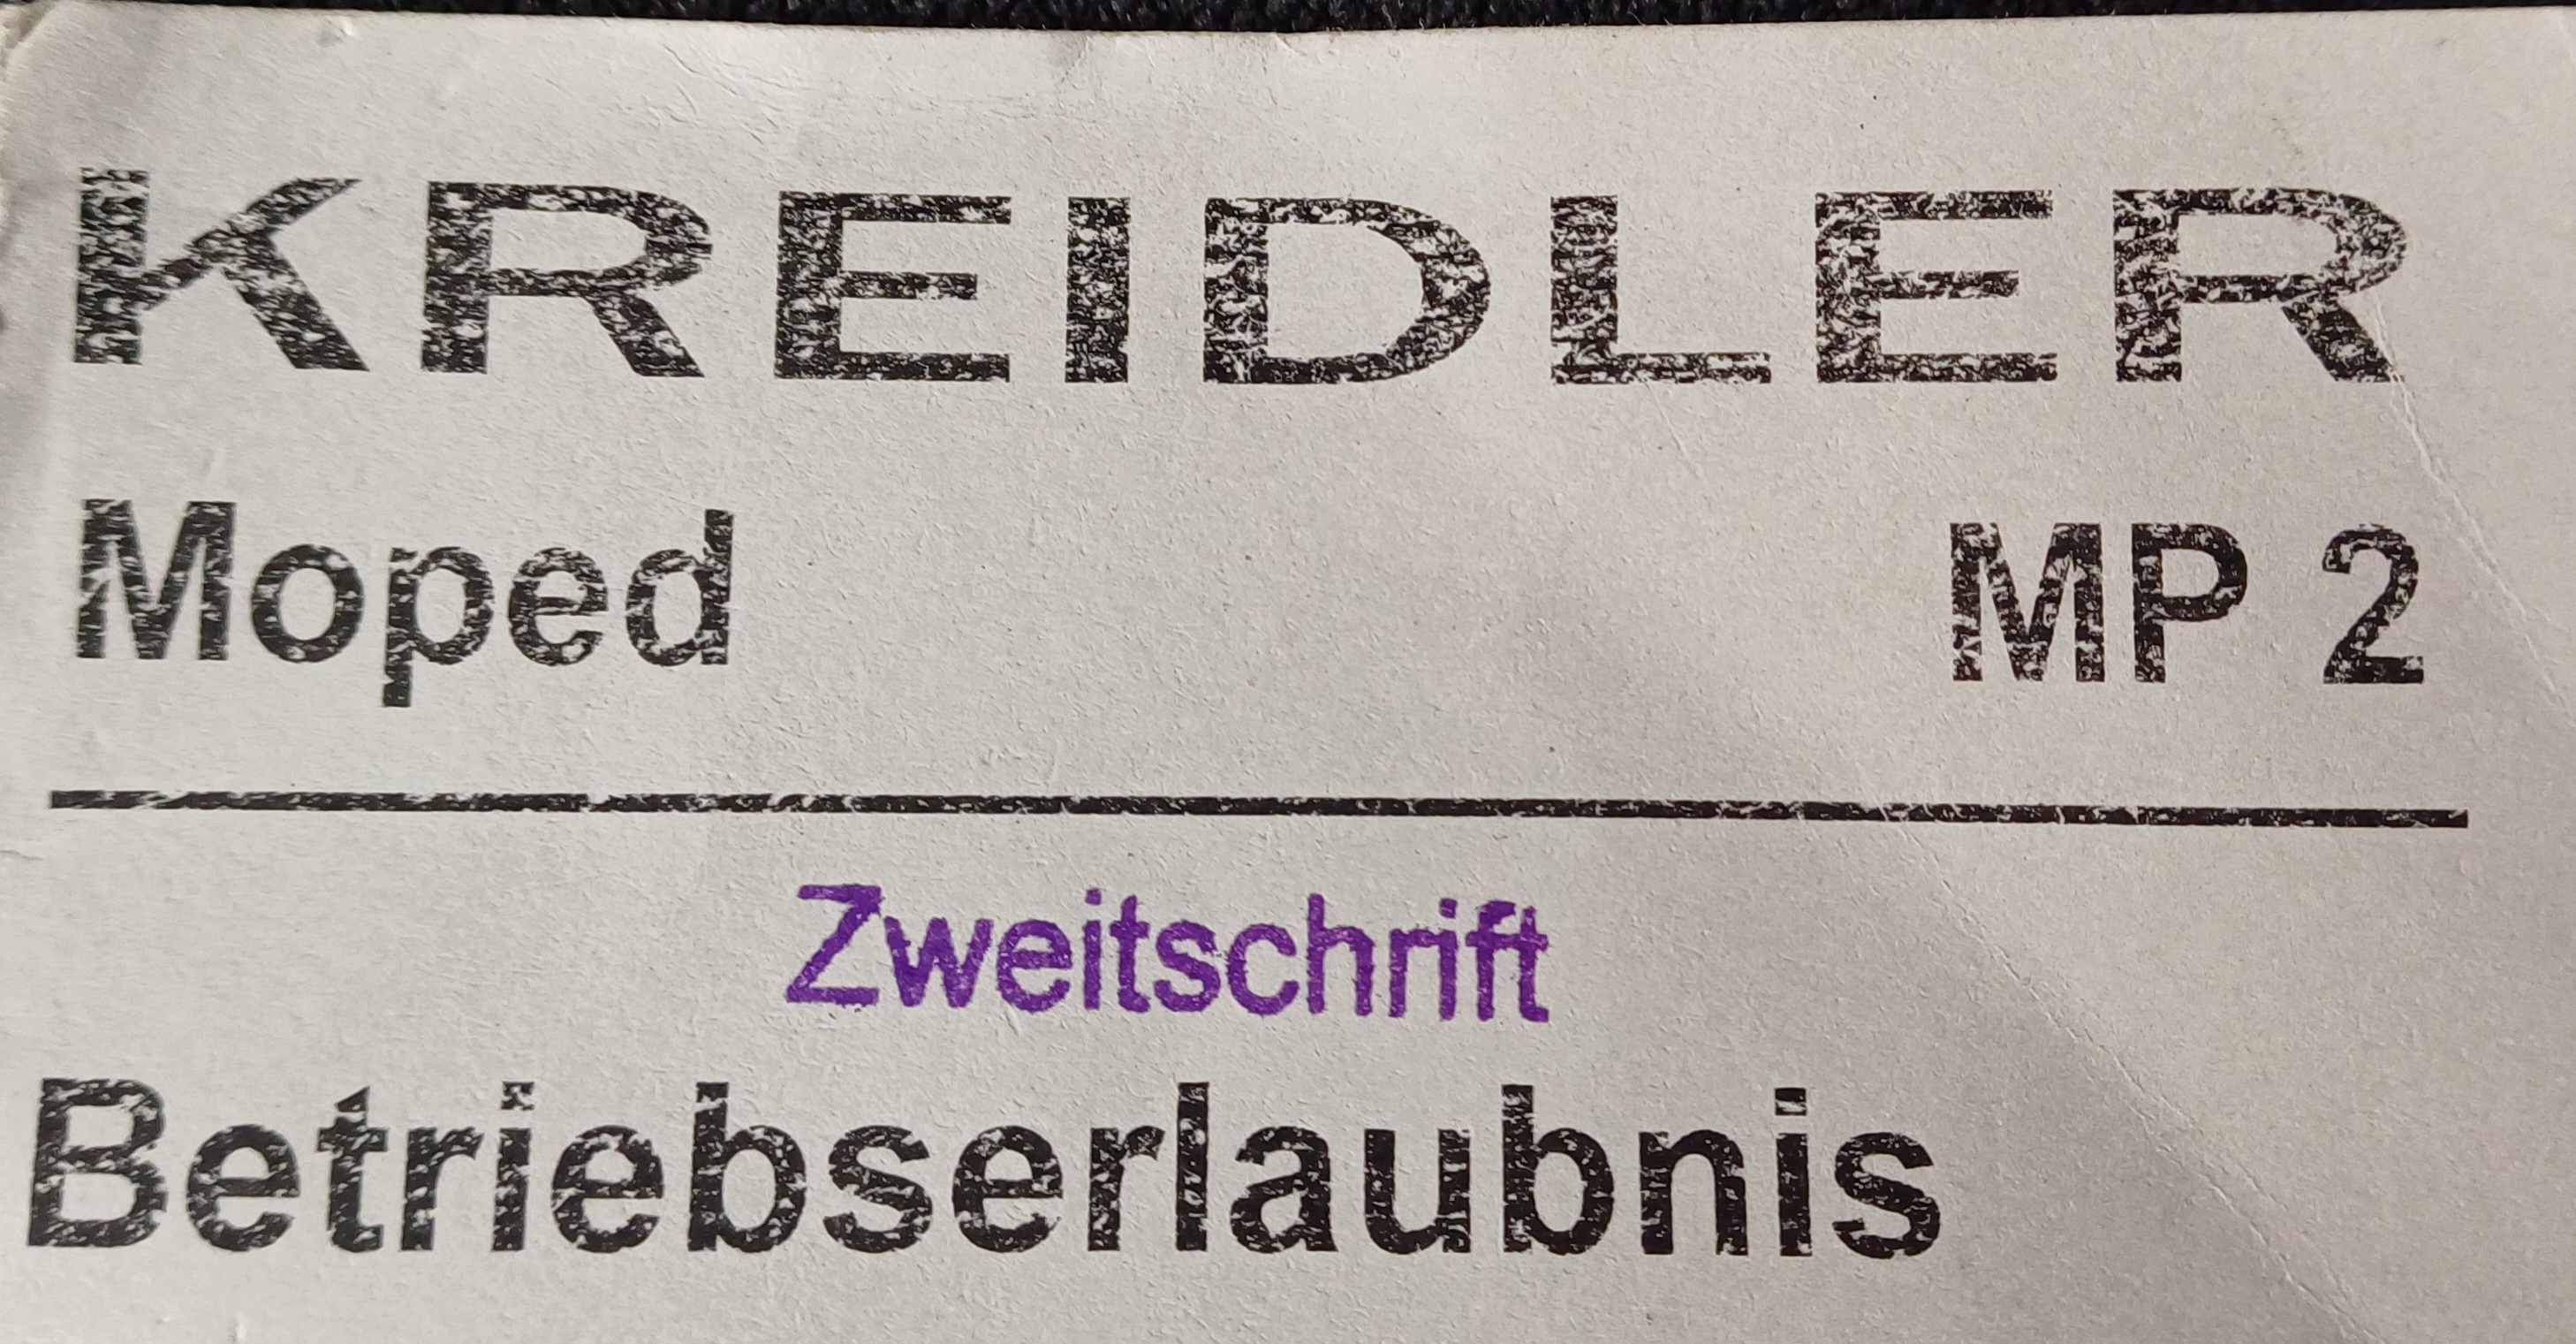 KREIDLER
Moped MP 2
Zweitschrift
Betriebserlaubnis